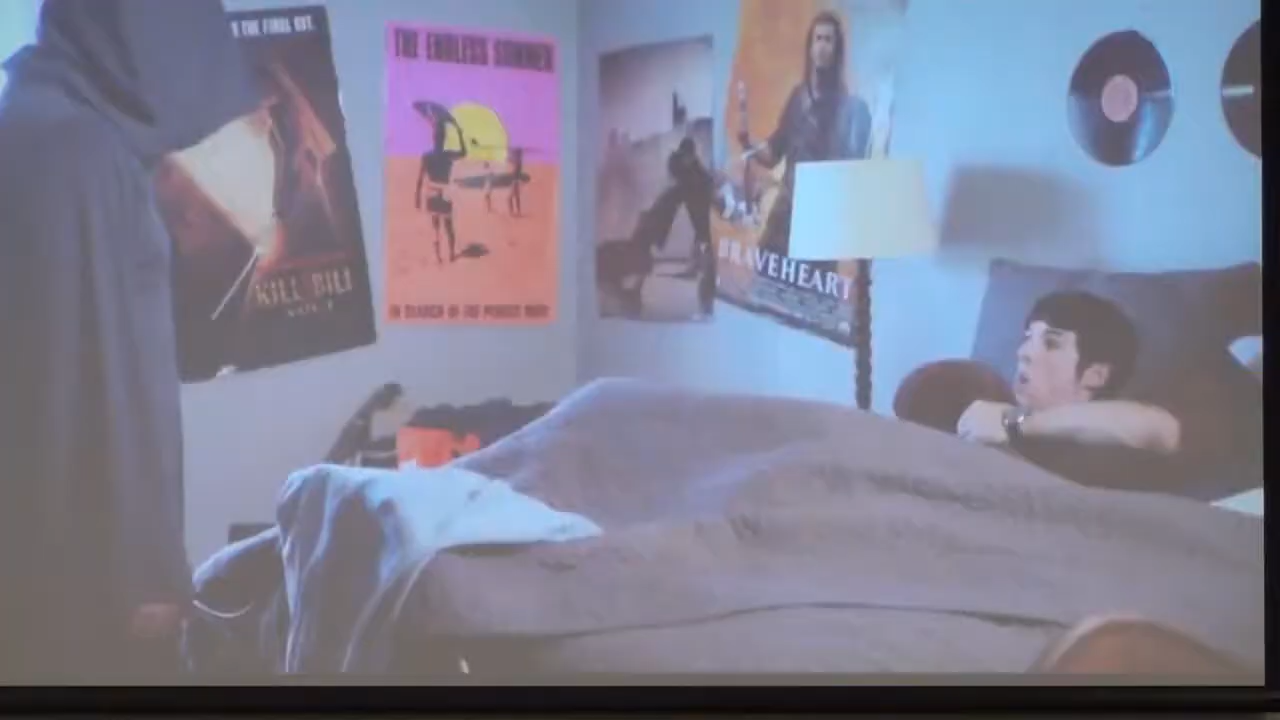 THE FINAL CUT.
KILL BILL
THE ENDLESS SUMMER
IN SEARCH OF THE PERFECT WAVE
BRAVEHEART